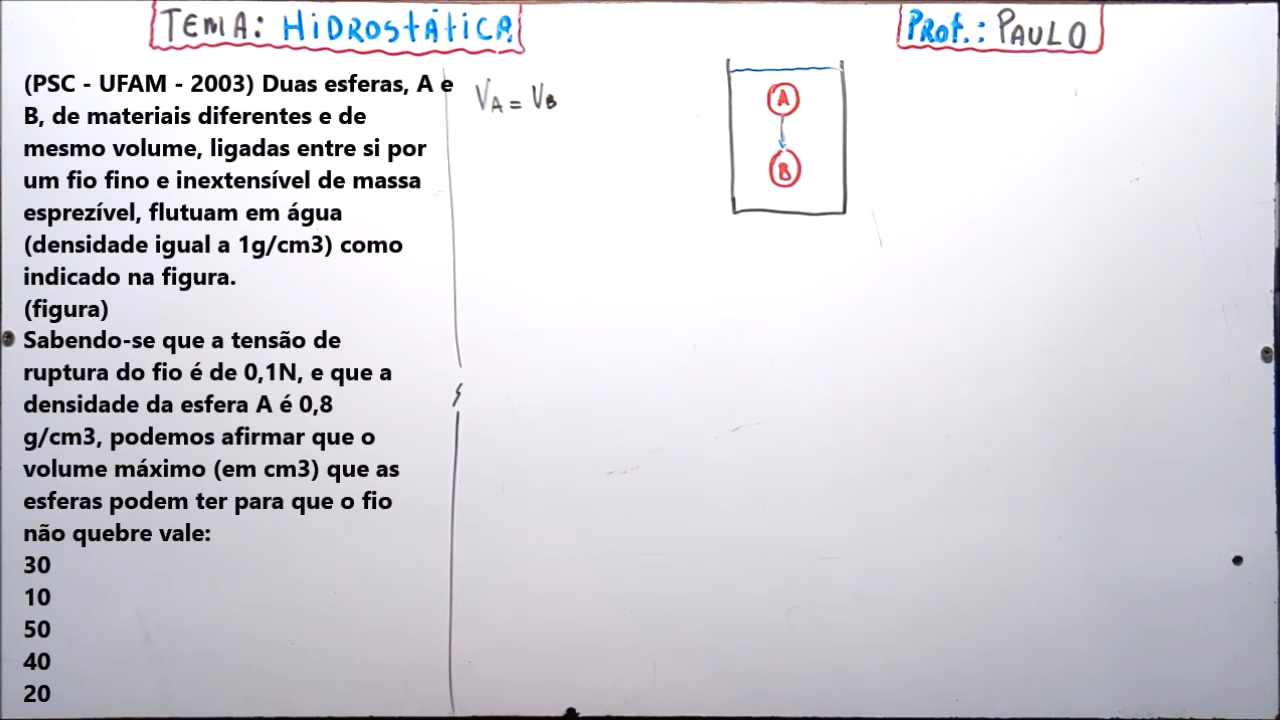 TEMA: HiDROSTÁTICA
PROF.: PAULO
(PSC - UFAM - 2003) Duas esferas, A e
B, de materiais diferentes e de
mesmo volume, ligadas entre si por
um fio fino e inextensível de massa
esprezível, flutuam em água
(densidade igual a 1g/cm3) como
indicado na figura.
(figura)
Sabendo-se que a tensão de
ruptura do fio é de 0,1N, e que a
densidade da esfera A é 0,8
g/cm3, podemos afirmar que o
volume máximo (em cm3) que as
esferas podem ter para que o fio
não quebre vale:
30
10
50
40
20
VA = VB
A
B